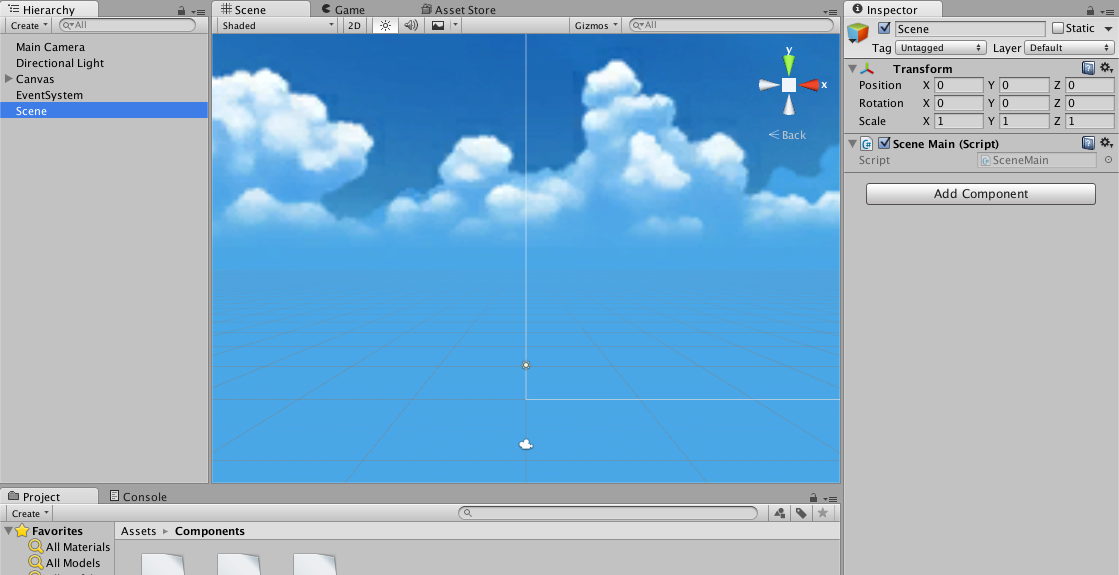 Hierarchy
Create All
Main Camera
Directional Light
Canvas
EventSystem
Scene
Scene Game Asset Store
Shaded 2D Gizmos All
y
x
Back
Inspector
Scene Static
Tag Untagged Layer Default
Transform
Position X 0 Y 0 Z 0
Rotation X 0 Y 0 Z 0
Scale X 1 Y 1 Z 1
C# Scene Main (Script)
Script SceneMain
Add Component
Project Console
Create
Favorites
All Materials
All Models
Assets Components